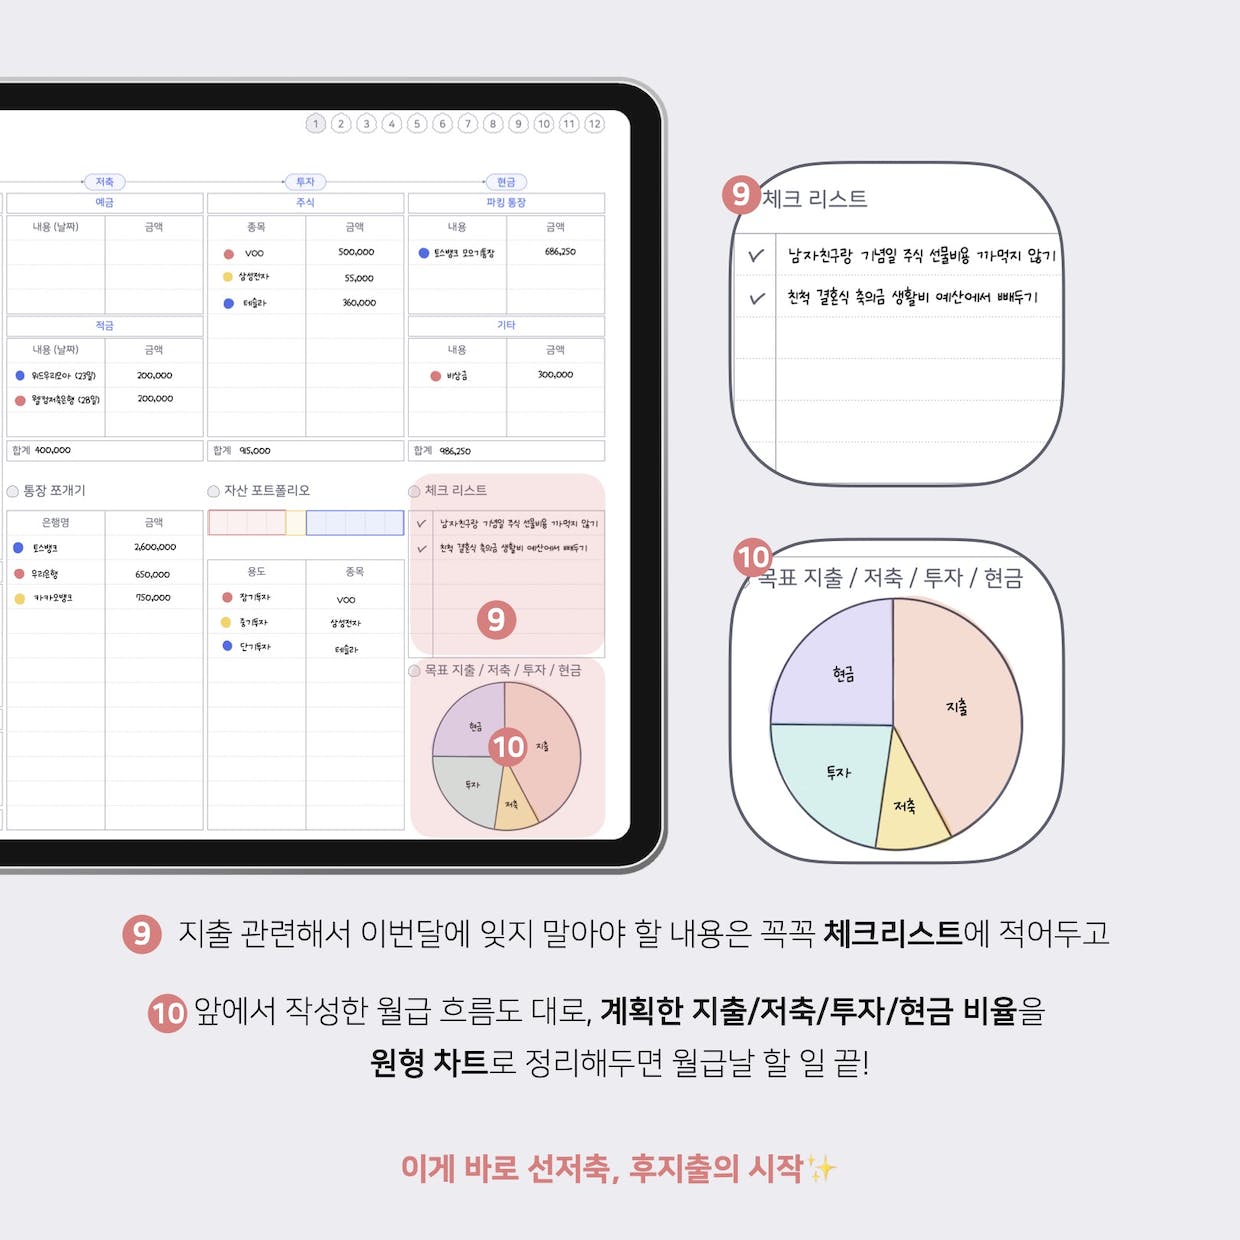 1 2 3 4 5 6 7 8 9 10 11 12
저축 투자 현금
예금 주식 파킹 통장
내용 (날짜) 금액 종목 금액 내용 금액
VOO 500,000 토스뱅크 모으기통장 686,250
삼성전자 55,000
테슬라 360,000
적금 기타
내용 (날짜) 금액 내용 금액
위드우리모아 (23일) 200,000 비상금 300,000
웰컴저축은행 (28일) 200,000
합계 400,000 합계 915,000 합계 986,250
통장 쪼개기 자산 포트폴리오 체크 리스트
은행명 금액 남자친구랑 기념일 주식 선물비용 까먹지 않기
토스뱅크 2,600,000 친척 결혼식 축의금 생활비 예산에서 빼두기
우리은행 650,000 용도 종목
카카오뱅크 750,000 장기투자 VOO
중기투자 삼성전자
단기투자 테슬라
9
목표 지출 / 저축 / 투자 / 현금
현금 10 지출
투자 저축
9 체크 리스트
남자친구랑 기념일 주식 선물비용 까먹지 않기
친척 결혼식 축의금 생활비 예산에서 빼두기
10
목표 지출 / 저축 / 투자 / 현금
현금 지출
투자 저축
9 지출 관련해서 이번달에 잊지 말아야 할 내용은 꼭꼭 체크리스트에 적어두고
10 앞에서 작성한 월급 흐름도 대로, 계획한 지출/저축/투자/현금 비율을
원형 차트로 정리해두면 월급날 할 일 끝!
이게 바로 선저축, 후지출의 시작✨